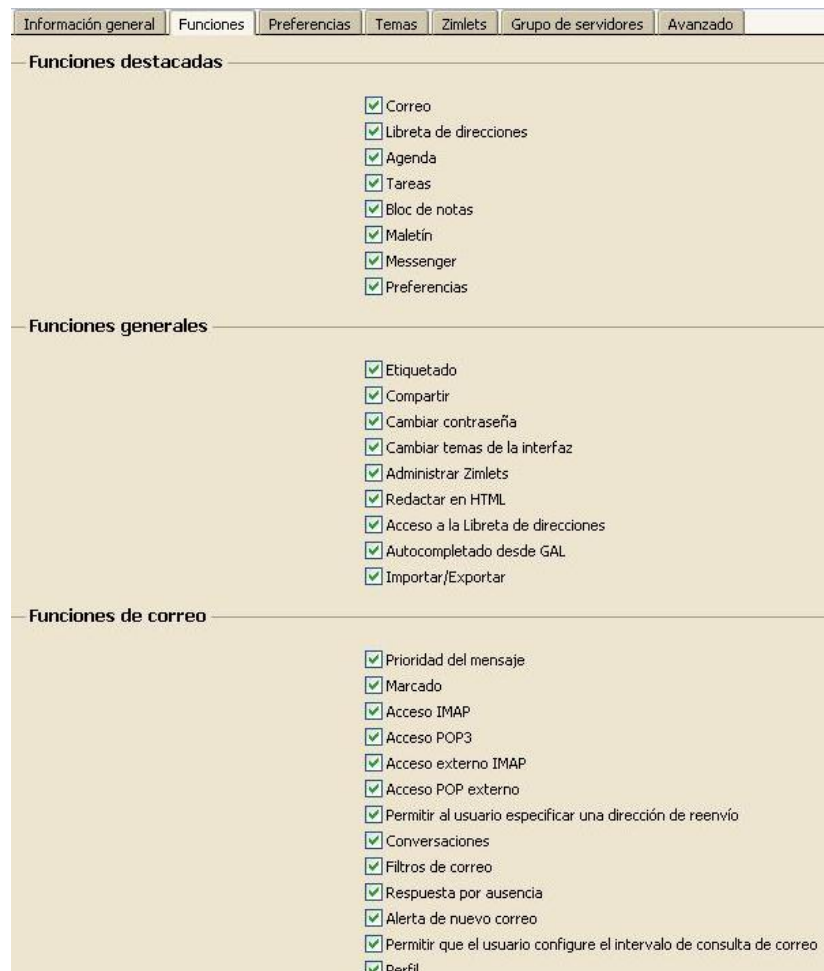 Información general Funciones Preferencias Temas Zimlets Grupo de servidores Avanzado
Funciones destacadas
Correo
Libreta de direcciones
Agenda
Tareas
Bloc de notas
Maletín
Messenger
Preferencias
Funciones generales
Etiquetado
Compartir
Cambiar contraseña
Cambiar temas de la interfaz
Administrar Zimlets
Redactar en HTML
Acceso a la Libreta de direcciones
Autocompletado desde GAL
Importar/Exportar
Funciones de correo
Prioridad del mensaje
Marcado
Acceso IMAP
Acceso POP3
Acceso externo IMAP
Acceso POP externo
Permitir al usuario especificar una dirección de reenvío
Conversaciones
Filtros de correo
Respuesta por ausencia
Alerta de nuevo correo
Permitir que el usuario configure el intervalo de consulta de correo
Perfil